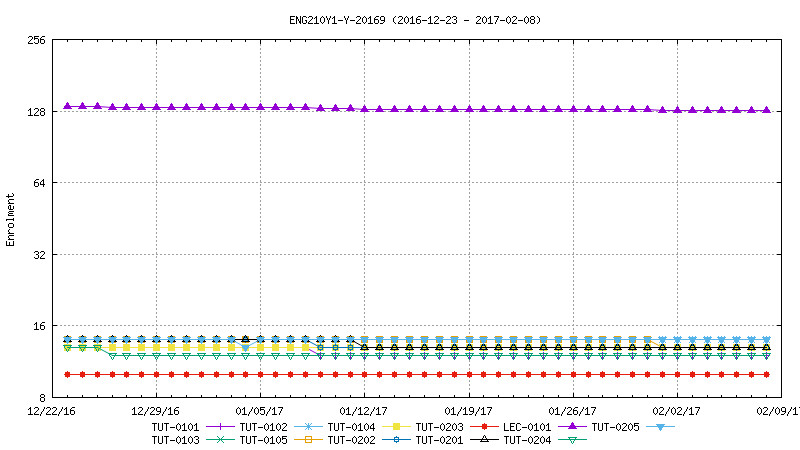 ENG210Y1-Y-20169 (2016-12-23 - 2017-02-08)
256
128
64
32
16
8
Enrolment
12/22/16 12/29/16 01/05/17 01/12/17 01/19/17 01/26/17 02/02/17 02/09/1
TUT-0101 TUT-0102 TUT-0104 TUT-0203 LEC-0101 TUT-0205
TUT-0103 TUT-0105 TUT-0202 TUT-0201 TUT-0204